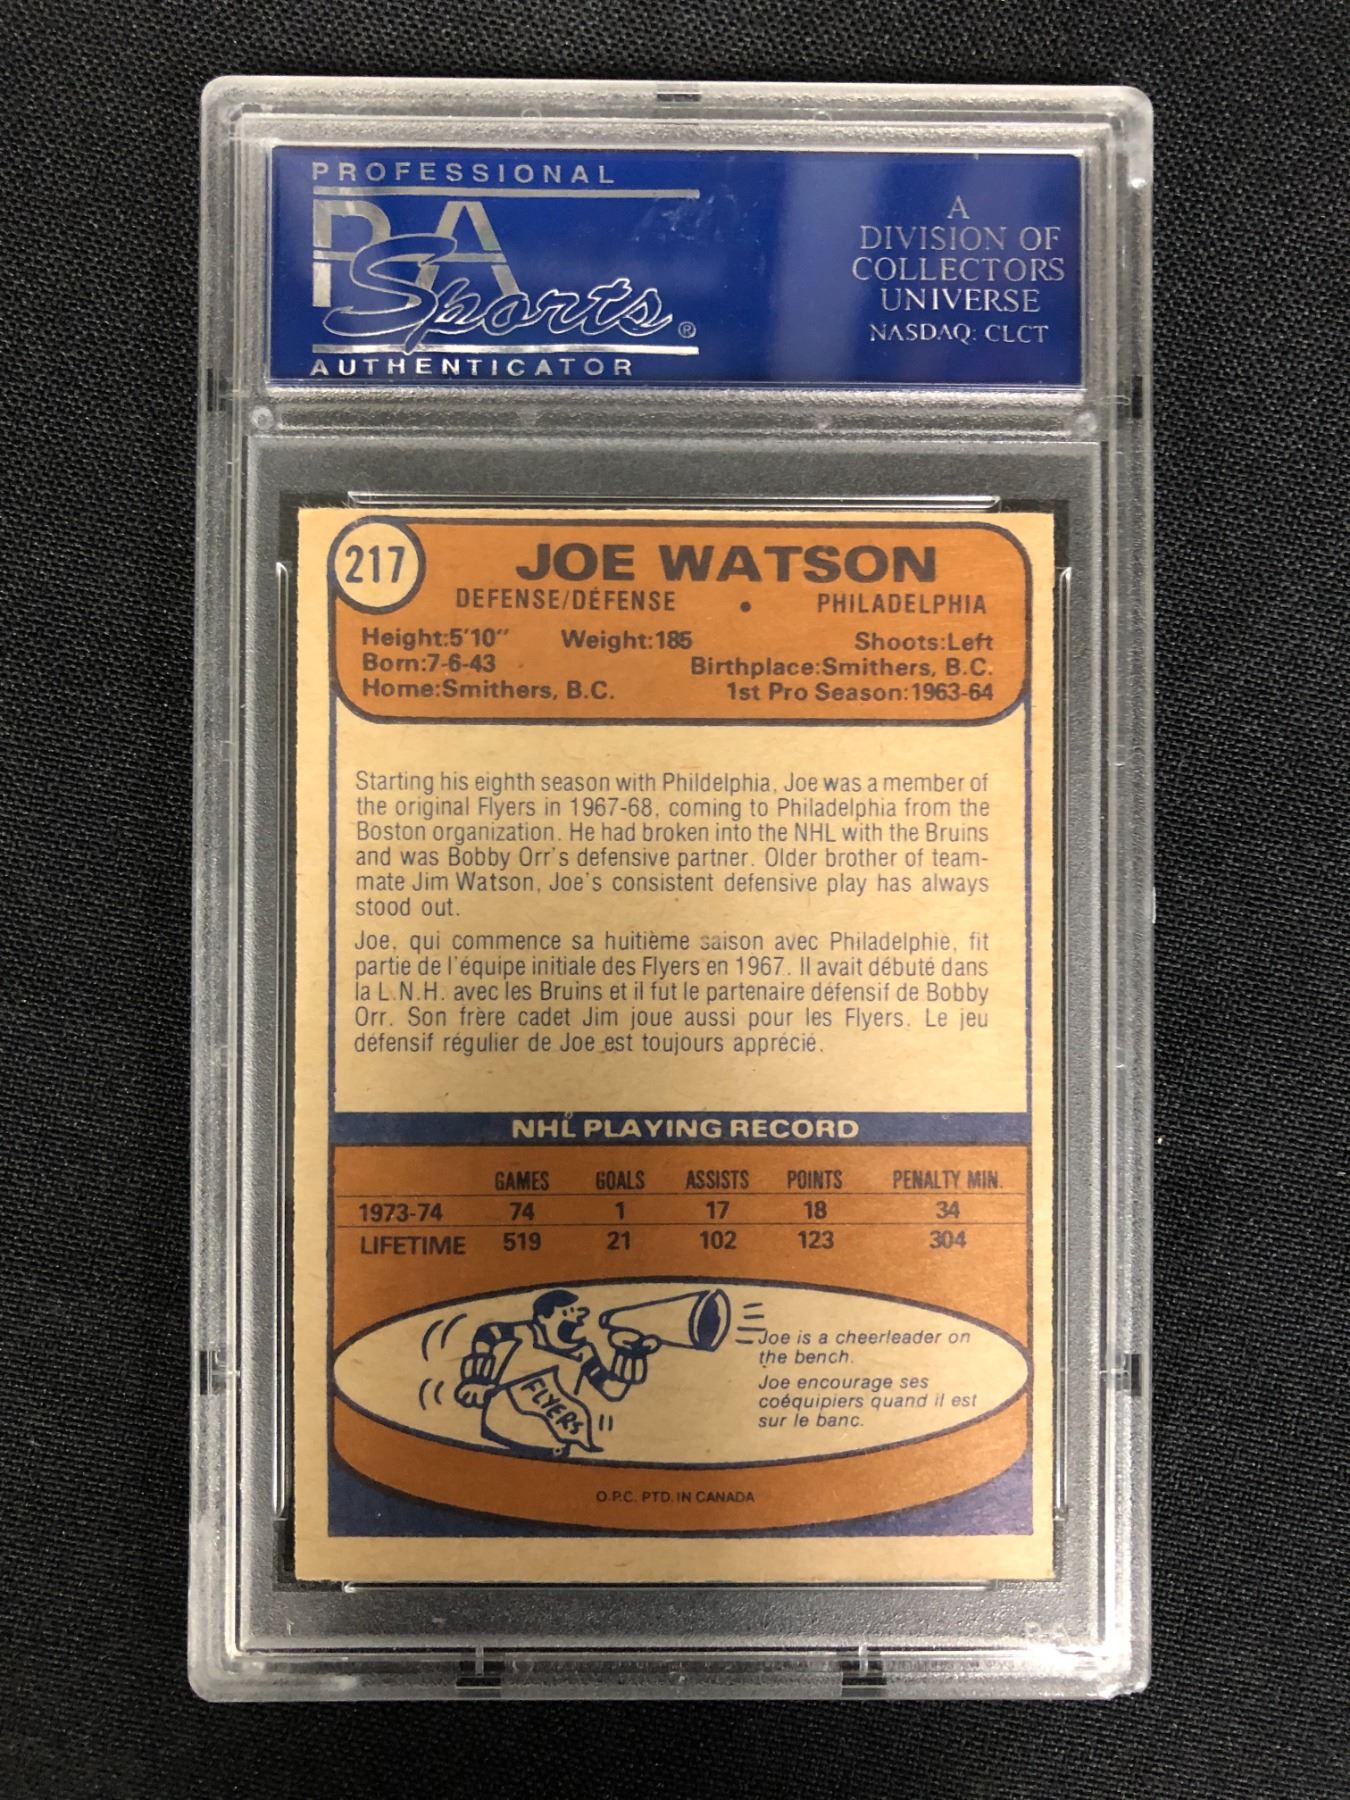 PROFESSIONAL
PSA
Sports®
AUTHENTICATOR
A
DIVISION OF
COLLECTORS
UNIVERSE
NASDAQ: CLCT
217
JOE WATSON
DEFENSE/DÉFENSE • PHILADELPHIA
Height:5'10" Weight:185 Shoots:Left
Born:7-6-43 Birthplace:Smithers, B.C.
Home:Smithers, B.C. 1st Pro Season:1963-64
Starting his eighth season with Phildelphia, Joe was a member of
the original Flyers in 1967-68, coming to Philadelphia from the
Boston organization. He had broken into the NHL with the Bruins
and was Bobby Orr's defensive partner. Older brother of team-
mate Jim Watson, Joe's consistent defensive play has always
stood out.
Joe, qui commence sa huitième saison avec Philadelphie, fit
partie de l'équipe initiale des Flyers en 1967. Il avait débuté dans
la L.N.H. avec les Bruins et il fut le partenaire défensif de Bobby
Orr. Son frère cadet Jim joue aussi pour les Flyers. Le jeu
défensif régulier de Joe est toujours apprécié.
NHL PLAYING RECORD
GAMES GOALS ASSISTS POINTS PENALTY MIN.
1973-74 74 1 17 18 34
LIFETIME 519 21 102 123 304
FLYERS
Joe is a cheerleader on
the bench.
Joe encourage ses
coéquipiers quand il est
sur le banc.
O.P.C. PTD. IN CANADA